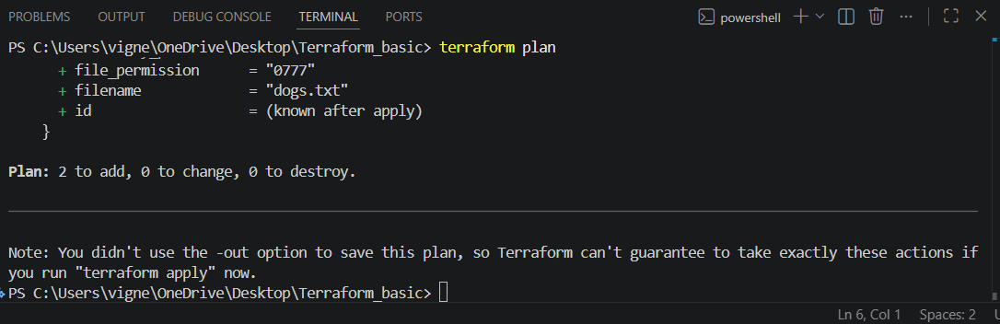 PROBLEMS OUTPUT DEBUG CONSOLE TERMINAL PORTS powershell
PS C:\Users\vigne\OneDrive\Desktop\Terraform_basic> terraform plan
+ file_permission = "0777"
+ filename = "dogs.txt"
+ id = (known after apply)
}
Plan: 2 to add, 0 to change, 0 to destroy.
Note: You didn't use the -out option to save this plan, so Terraform can't guarantee to take exactly these actions if
you run "terraform apply" now.
PS C:\Users\vigne\OneDrive\Desktop\Terraform_basic>
Ln 6, Col 1 Spaces: 2